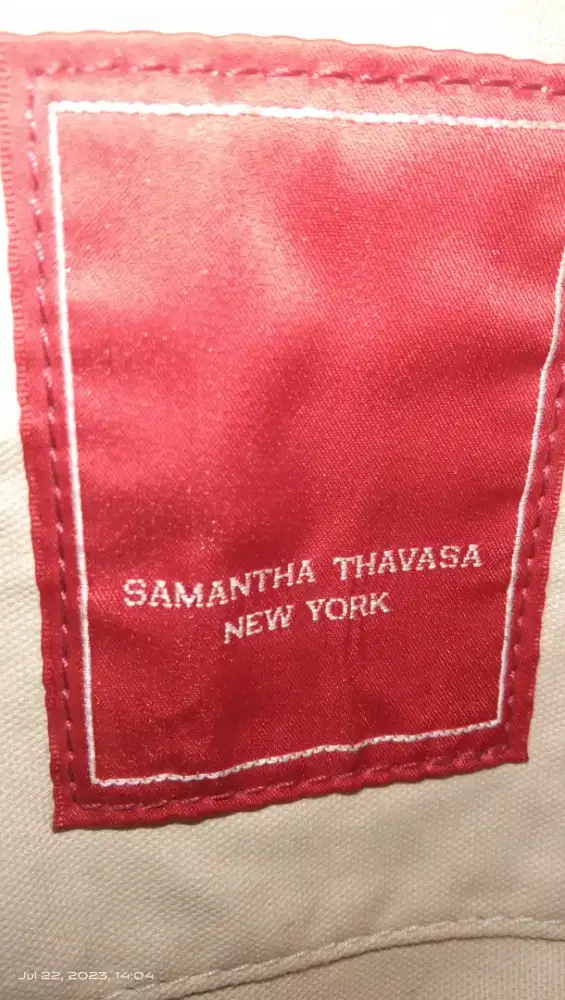 SAMANTHA THAVASA
NEW YORK
Jul 22, 2023, 14:04